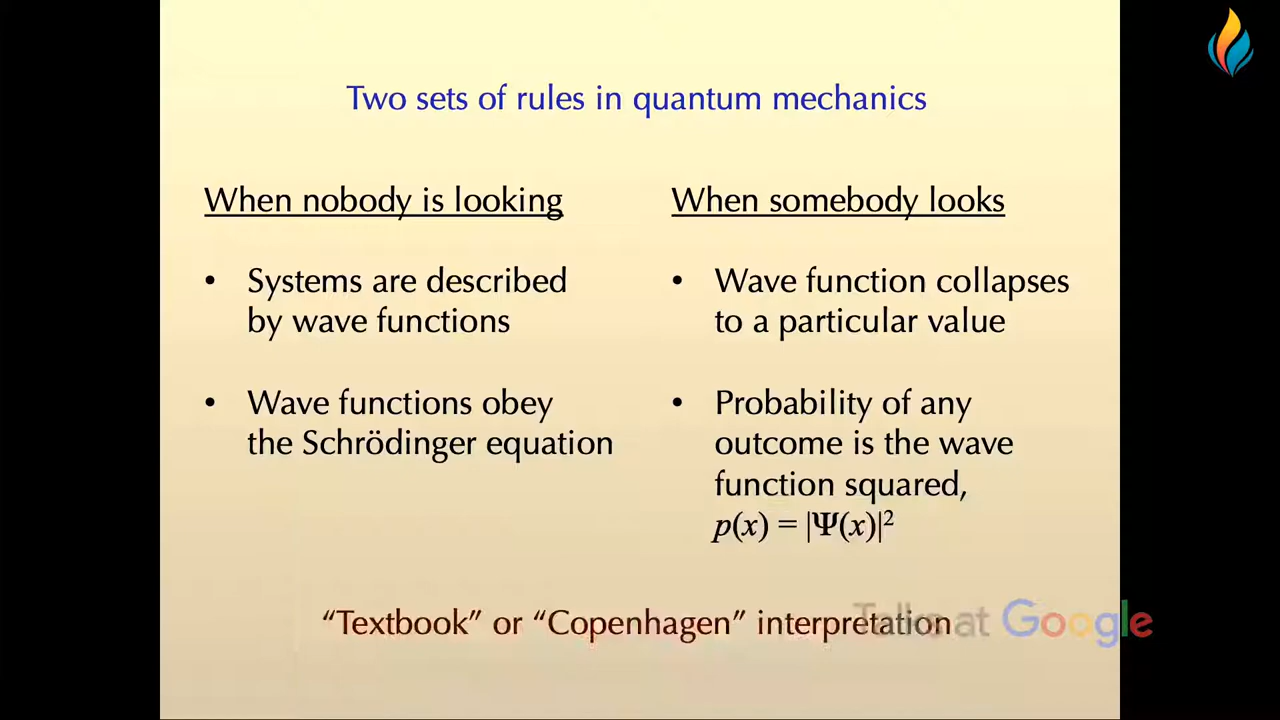 Two sets of rules in quantum mechanics
When nobody is looking
• Systems are described
by wave functions
• Wave functions obey
the Schrödinger equation
When somebody looks
• Wave function collapses
to a particular value
• Probability of any
outcome is the wave
function squared,
p(x) = |Ψ(x)|²
“Textbook” or “Copenhagen” interpretation
Talks at Google